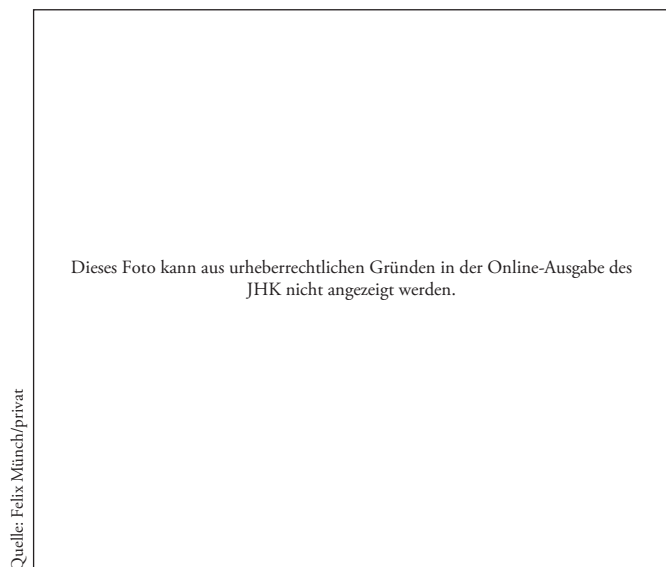 Dieses Foto kann aus urheberrechtlichen Gründen in der Online-Ausgabe des
JHK nicht angezeigt werden.
Quelle: Felix Münch/privat